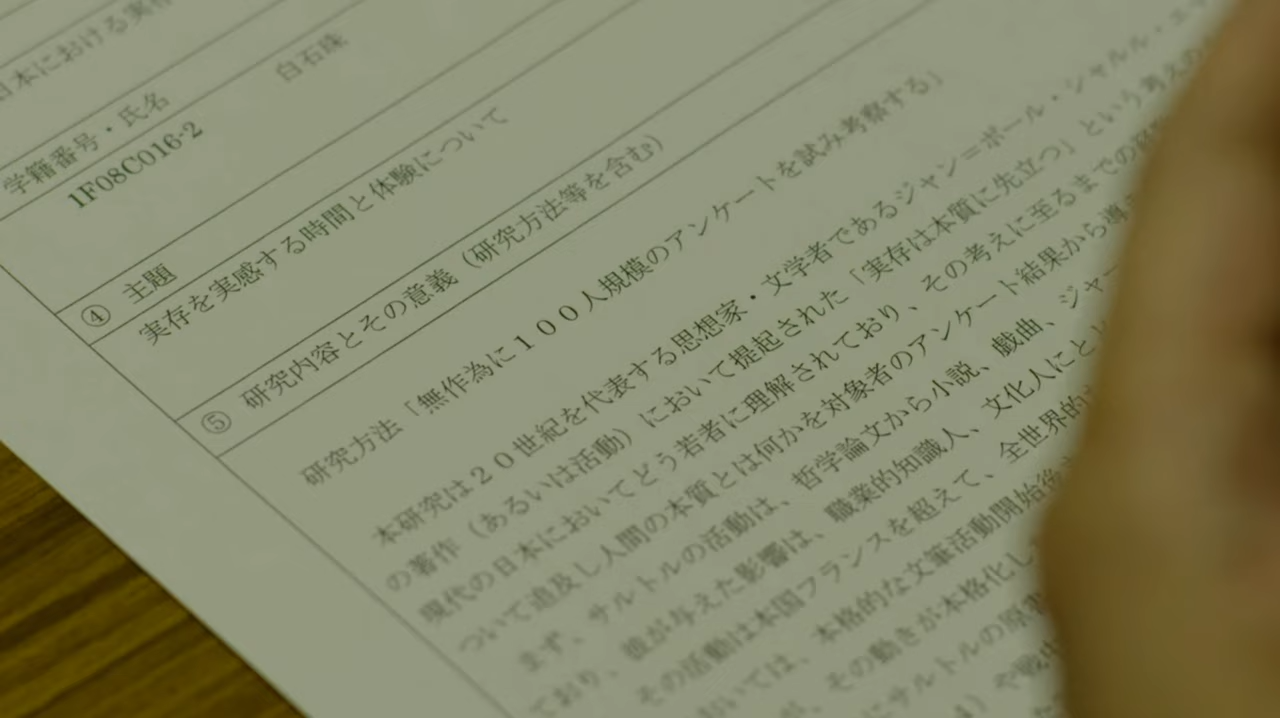 日本における実存
学籍番号・氏名
1F08C016-2 白石珠
④ 主題
実存を実感する時間と体験について
⑤ 研究内容とその意義（研究方法等を含む）
研究方法「無作為に１００人規模のアンケートを試み考察する」
本研究は２０世紀を代表する思想家・文学者であるジャン＝ポール・シャルル・エ
の著作（あるいは活動）において提起された「実存は本質に先立つ」という考えの
現代の日本においてどう若者に理解されており、その考えに至るまでの
ついて追及し人間の本質とは何かを対象者のアンケート結果から導
まず、サルトルの活動は、哲学論文から小説、戯曲、ジャー
ており、彼が与えた影響は、職業的知識人、文化人にと
その活動は本国フランスを超えて、全世界的
おいては、本格的な文筆活動開始後
が、その動きが本格化し
にサルトルの原
や戦